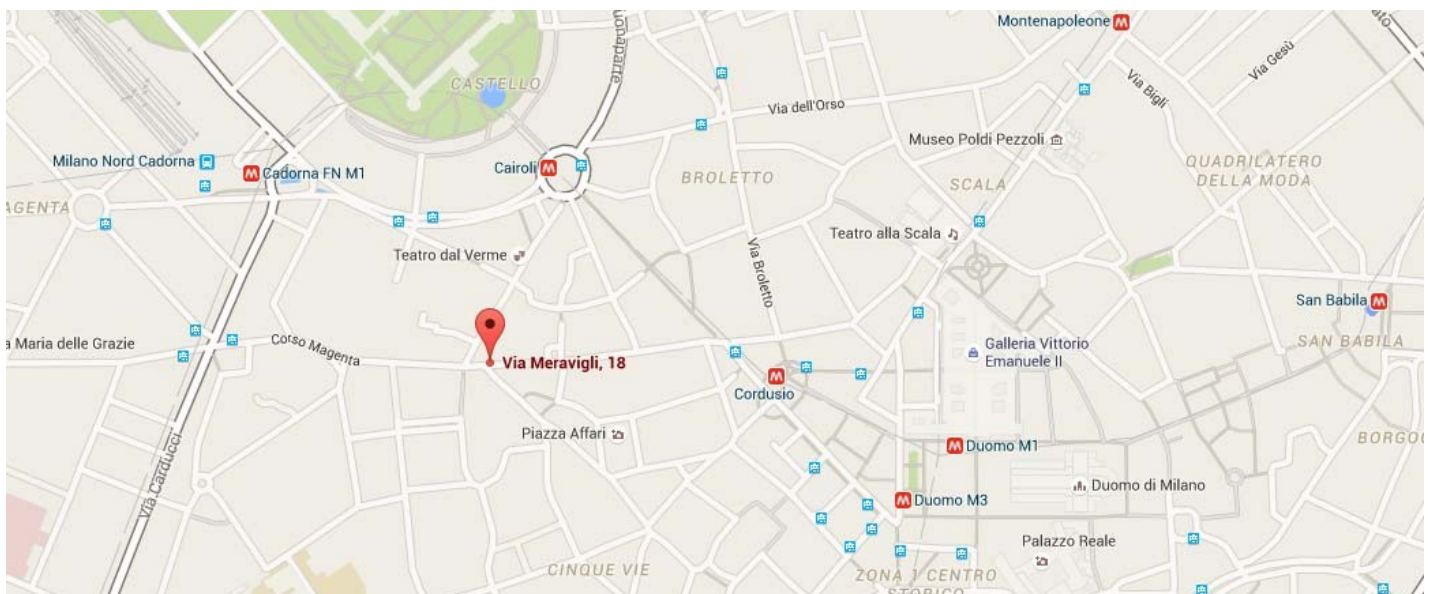 Montenapoleone
Via Gesù
Via Bigli
CASTELLO
Via dell'Orso
Museo Poldi Pezzoli
Milano Nord Cadorna
Cadorna FN M1
Cairoli
BROLETTO
SCALA
QUADRILATERO
DELLA MODA
AGENTA
Teatro dal Verme
Teatro alla Scala
Via Broletto
San Babila
a Maria delle Grazie
Corso Magenta
Via Meravigli, 18
Galleria Vittorio
Emanuele II
SAN BABILA
Cordusio
Piazza Affari
Duomo M1
BORGOG
Via Carducci
Duomo di Milano
Duomo M3
Palazzo Reale
CINQUE VIE
ZONA 1 CENTRO
STORICO